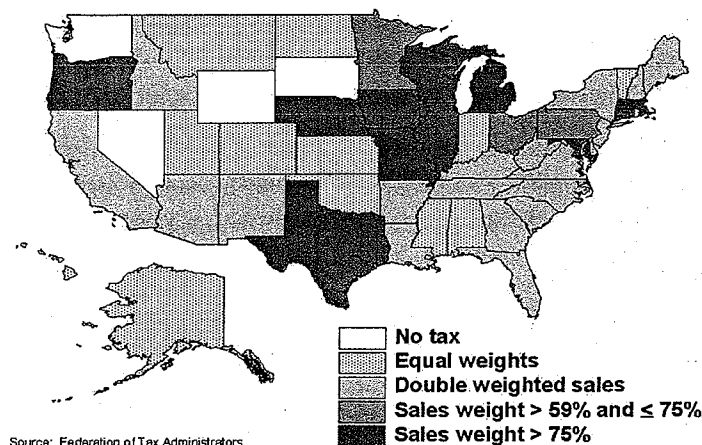 No tax
Equal weights
Double weighted sales
Sales weight > 59% and ≤ 75%
Sales weight > 75%
Source: Federation of Tax Administrators